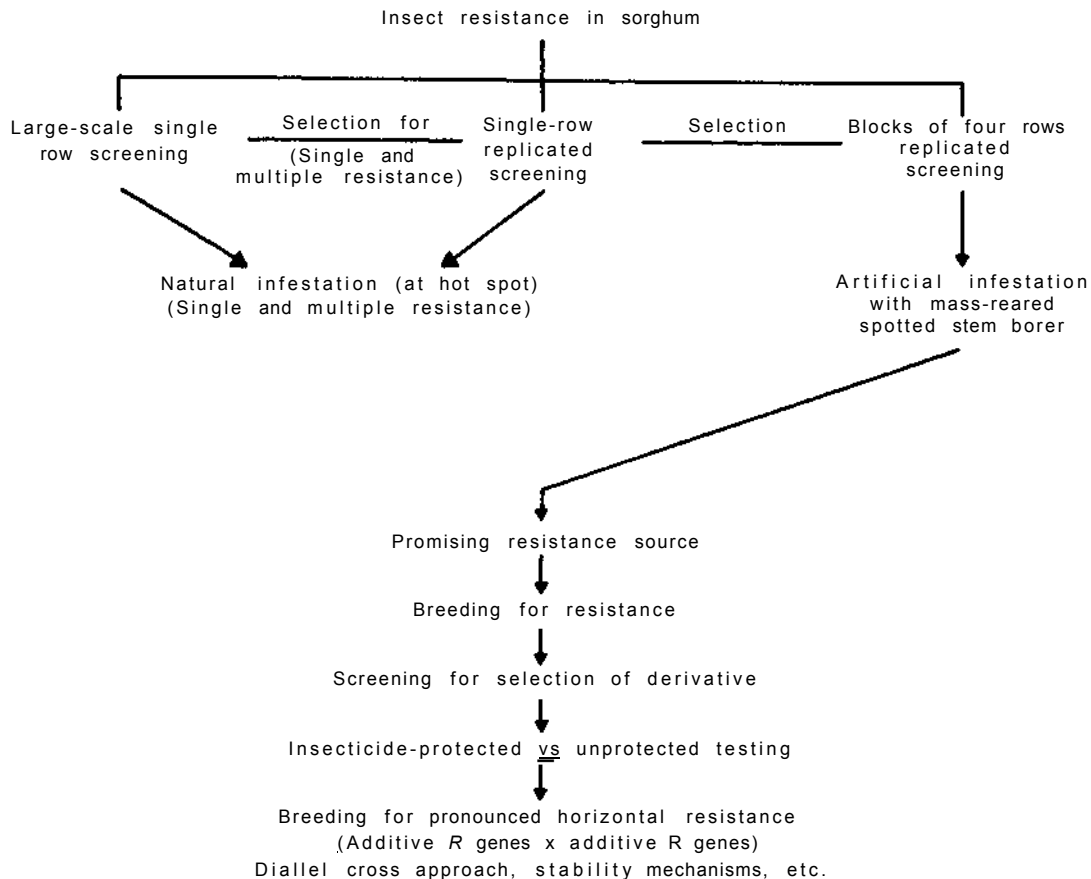 Insect resistance in sorghum
Large-scale single
row screening
Selection for
(Single and
multiple resistance)
Single-row
replicated
screening
Selection
Blocks of four rows
replicated
screening
Natural infestation (at hot spot)
(Single and multiple resistance)
Artificial infestation
with mass-reared
spotted stem borer
Promising resistance source
Breeding for resistance
Screening for selection of derivative
Insecticide-protected vs unprotected testing
Breeding for pronounced horizontal resistance
(Additive R genes x additive R genes)
Diallel cross approach, stability mechanisms, etc.